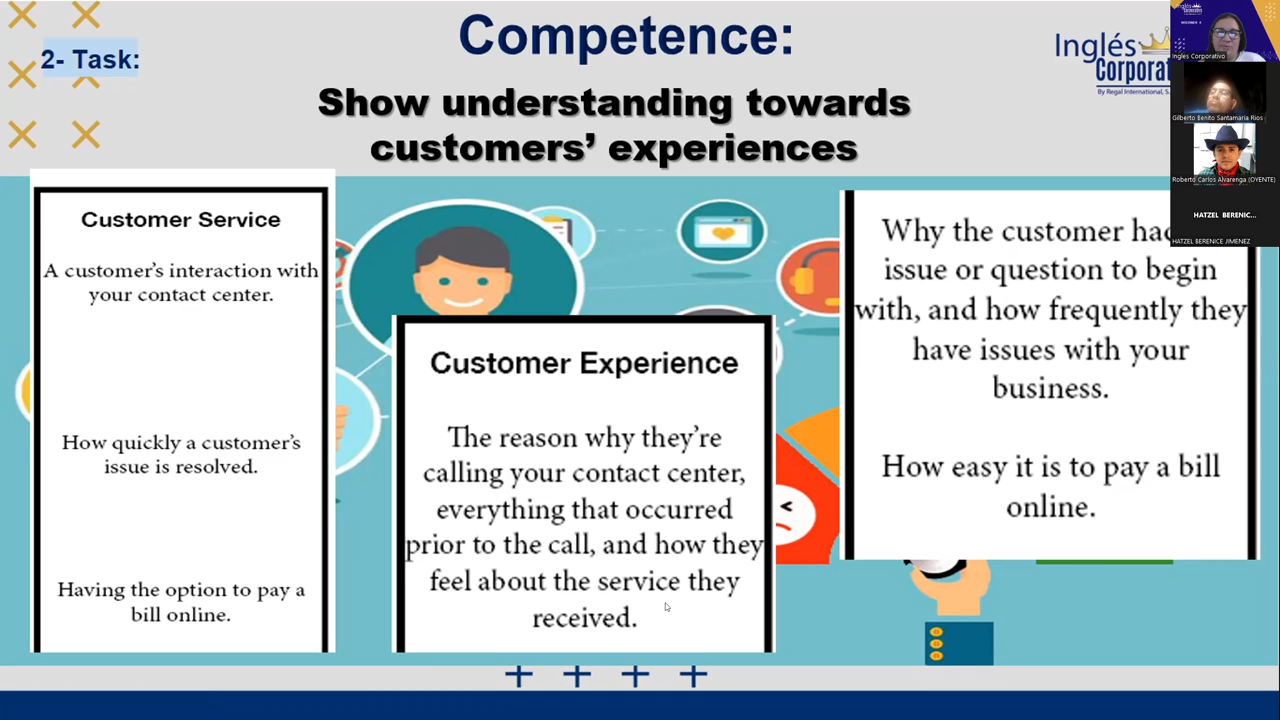 2- Task:
Competence:
Show understanding towards
customers' experiences
Inglés
Corporat
By Regal International, S.
Customer Service
A customer's interaction with
your contact center.
How quickly a customer's
issue is resolved.
Having the option to pay a
bill online.
Customer Experience
The reason why they're
calling your contact center,
everything that occurred
prior to the call, and how they
feel about the service they
received.
Why the customer had
issue or question to begin
with, and how frequently they
have issues with your
business.
How easy it is to pay a bill
online.
Inglés
Corporativo
Ingles Corporativo
Gilberto Benito Santamaria Rios
Roberto Carlos Alvarenga (OYENTE)
HATZEL BERENIC...
HATZEL BERENICE JIMENEZ